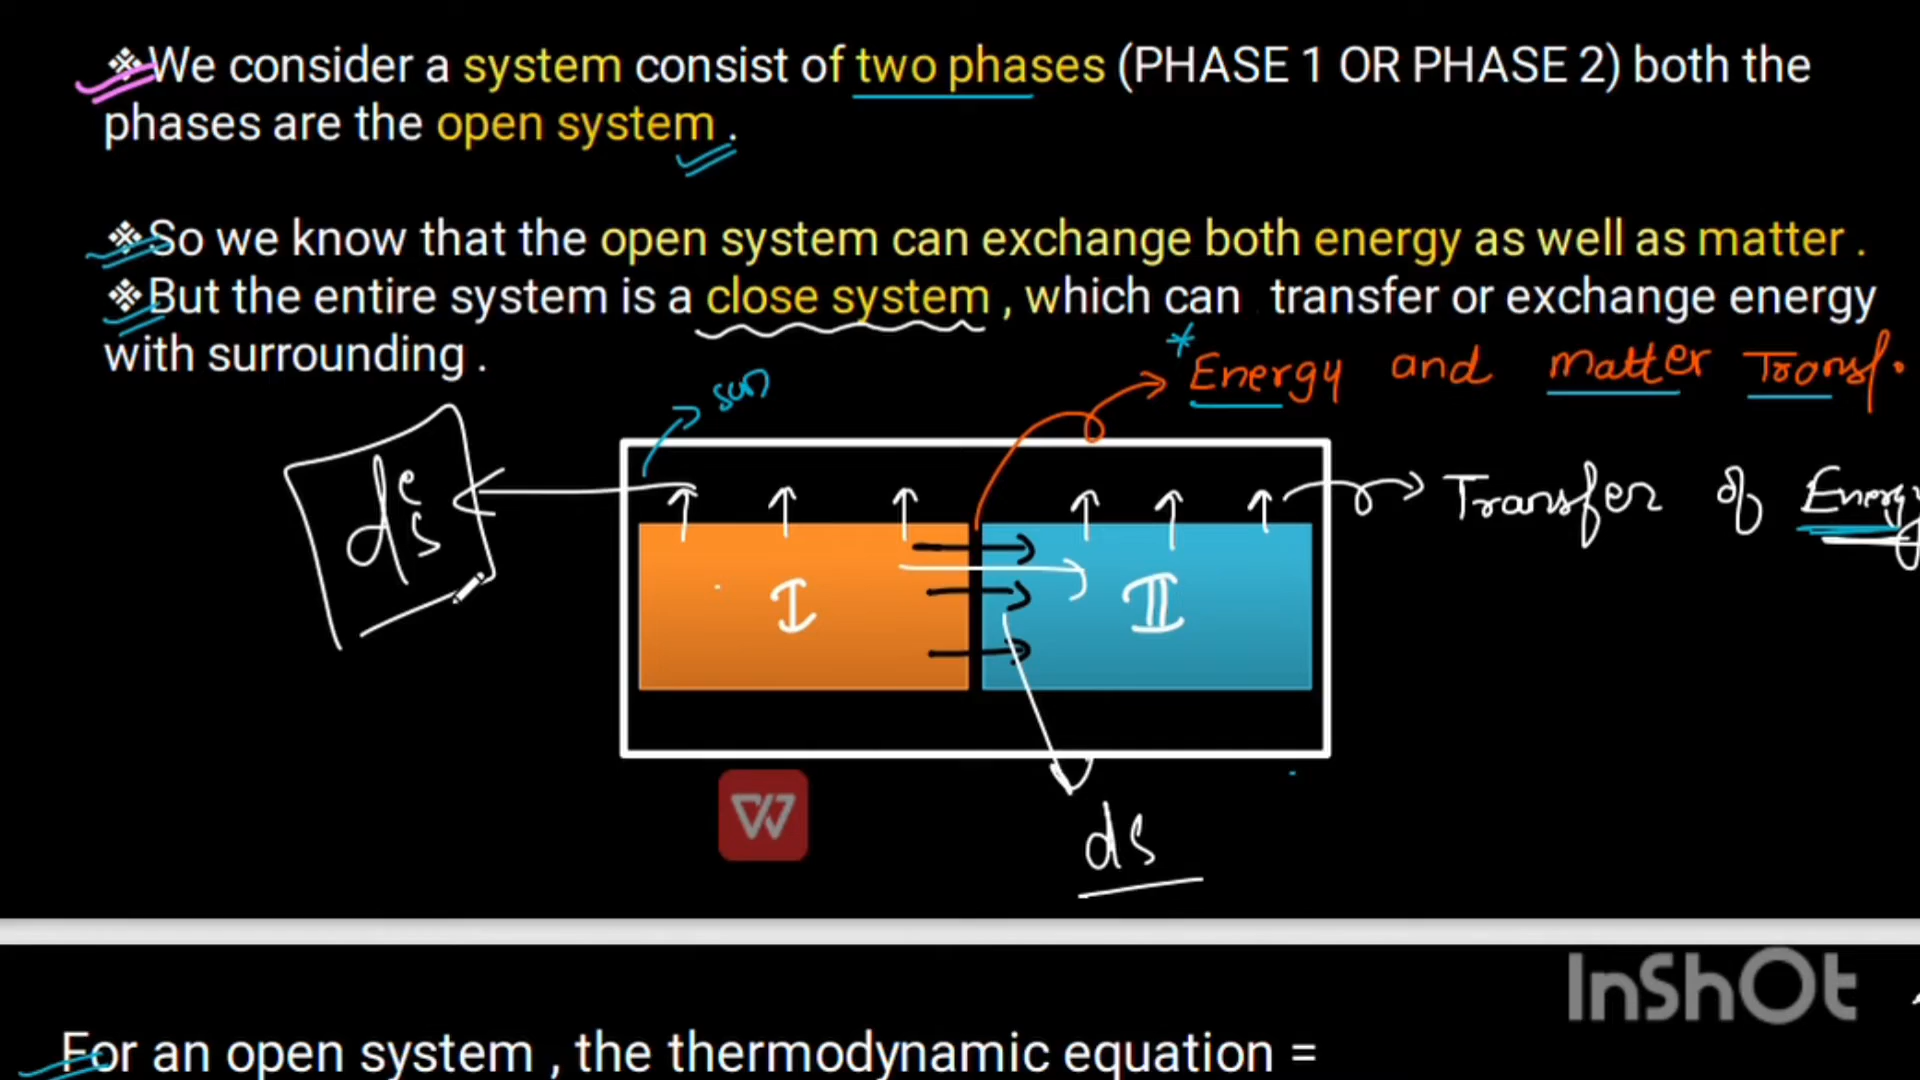 ❖We consider a system consist of two phases (PHASE 1 OR PHASE 2) both the
phases are the open system .
❖So we know that the open system can exchange both energy as well as matter .
❖But the entire system is a close system , which can transfer or exchange energy
with surrounding .
* Energy and matter Transf.
sur
dₑs
Transfer of Energy
I
II
ds
W
InShOt
For an open system , the thermodynamic equation =